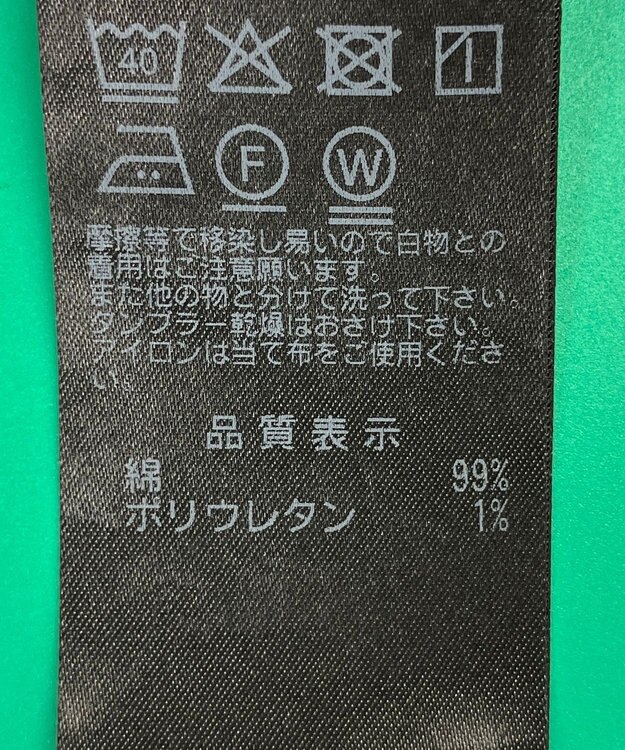 40
F W
摩擦等で移染し易いので白物との
着用はご注意願います。
また他の物と分けて洗って下さい。
タンブラー乾燥はおさけ下さい。
アイロンは当て布をご使用くださ
い。
品質表示
綿 99%
ポリウレタン 1%